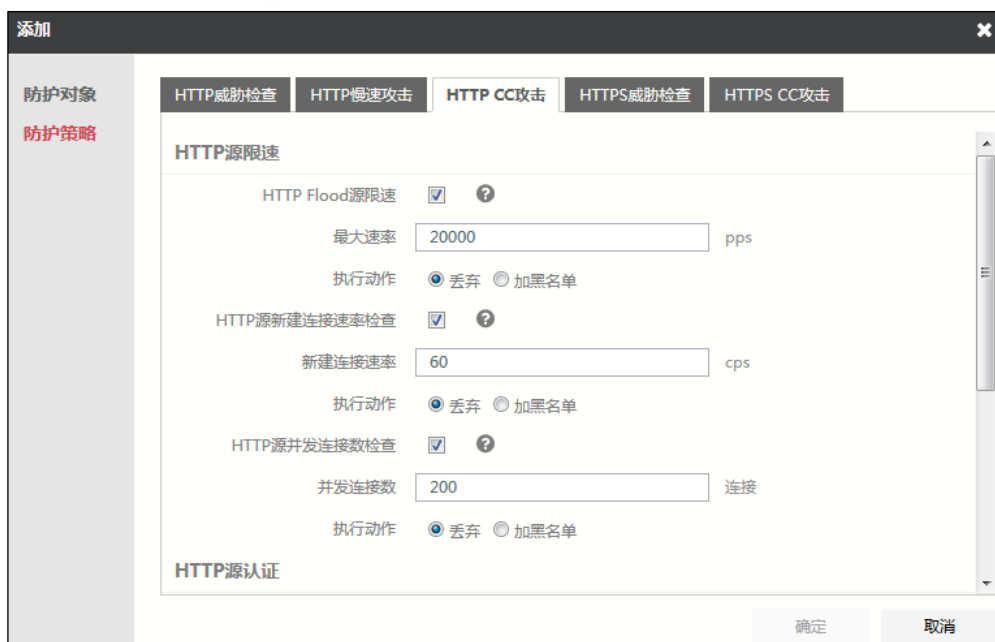 添加
防护对象
防护策略
HTTP威胁检查 HTTP慢速攻击 HTTP CC攻击 HTTPS威胁检查 HTTPS CC攻击
HTTP源限速
HTTP Flood源限速
最大速率 20000 pps
执行动作 丢弃 加黑名单
HTTP源新建连接速率检查
新建连接速率 60 cps
执行动作 丢弃 加黑名单
HTTP源并发连接数检查
并发连接数 200 连接
执行动作 丢弃 加黑名单
HTTP源认证
确定 取消